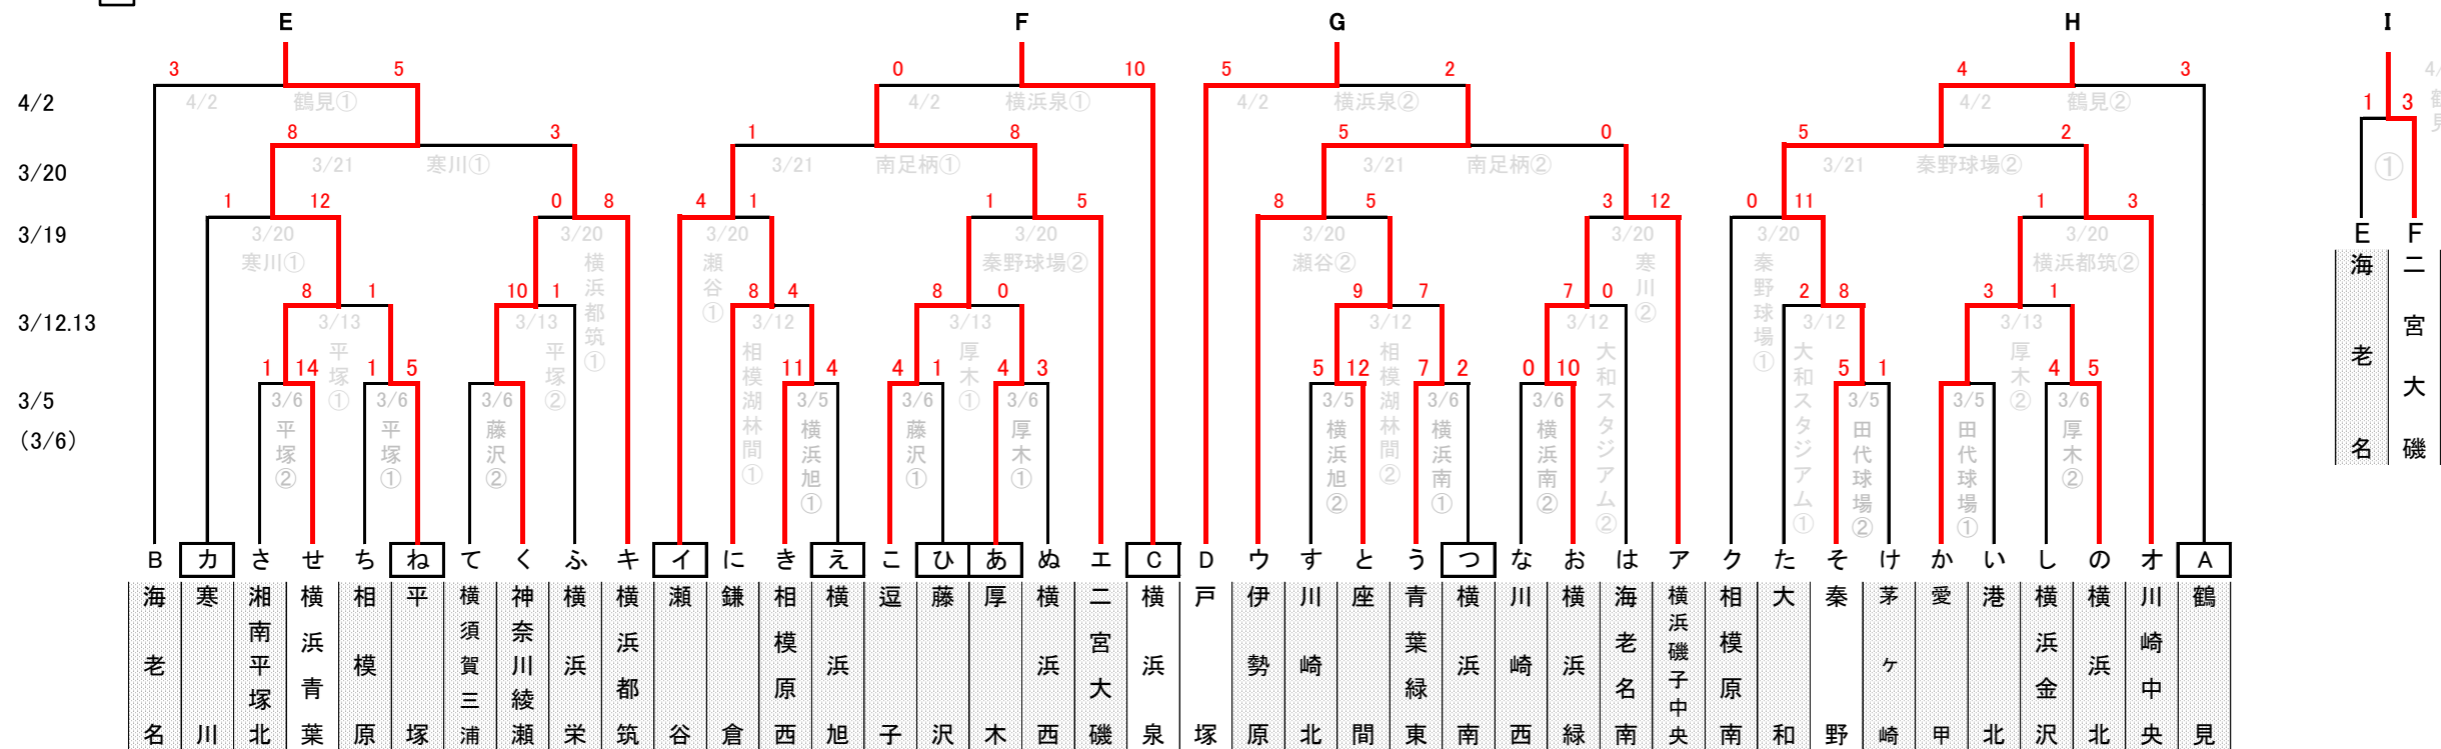 E F G H I
3 5 0 10 5 2 4 3
4/2 4/2 鶴見① 4/2 横浜泉① 4/2 横浜泉② 4/2 鶴見② 1 3 4/
8 3 1 8 5 0 5 2
3/20 3/21 寒川① 3/21 南足柄① 3/21 南足柄② 3/21 秦野球場② ①
1 12 0 8 4 1 1 5 8 5 3 12 0 11 1 3
3/19 3/20 3/20 3/20 3/20 3/20 3/20 3/20 3/20 E F
寒川① 横浜都筑① 瀬谷① 秦野球場② 瀬谷② 寒川② 秦野球場① 横浜都筑②
8 1 10 1 8 4 8 0 9 7 7 0 2 8 3 1
3/12.13 3/13 3/13 3/12 3/13 3/12 3/12 3/12 3/13
平塚① 平塚② 相模湖林間① 厚木① 相模湖林間② 大和スタジアム② 大和スタジアム① 厚木②
1 14 1 5 11 4 4 1 4 3 5 12 7 2 0 10 5 1 4 5
3/5 3/6 3/6 3/6 3/5 3/6 3/6 3/5 3/6 3/6 3/5 3/5 3/6
(3/6) 平塚② 平塚① 藤沢② 横浜旭① 藤沢① 厚木① 横浜旭② 横浜南① 横浜南② 田代球場② 田代球場① 厚木②
海老名 二宮大磯
B カ さ せ ち ね て く ふ キ イ に き え こ ひ あ ぬ エ C D ウ す と う つ な お は ア ク た そ け か い し の オ A
海老名 寒川 湘南平塚北 横浜青葉 相模原 平塚 横須賀三浦 神奈川綾瀬 横浜栄 横浜都筑 瀬谷 鎌倉 相模原西 横浜旭 逗子 藤沢 厚木 横浜西 二宮大磯 横浜泉 戸塚 伊勢原 川崎北 座間 青葉緑東 横浜南 川崎西 横浜緑 海老名南 横浜磯子中央 相模原南 大和 秦野 茅ヶ崎 愛甲 港北 横浜金沢 横浜北 川崎中央 鶴見